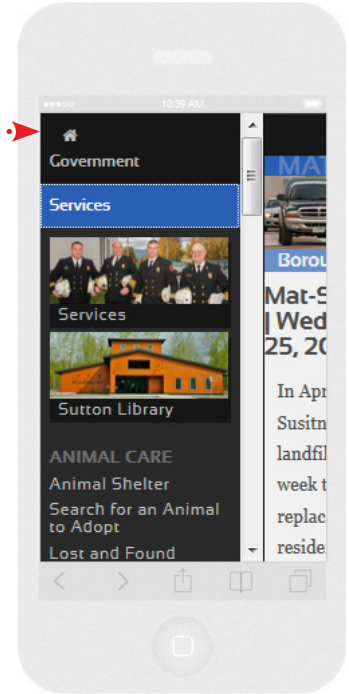 10:29 AM
Government
Services
Services
Sutton Library
ANIMAL CARE
Animal Shelter
Search for an Animal
to Adopt
Lost and Found
MAT
Borou
Mat-S
| Wed
25, 20
In Apr
Susitn
landfil
week t
replac
reside